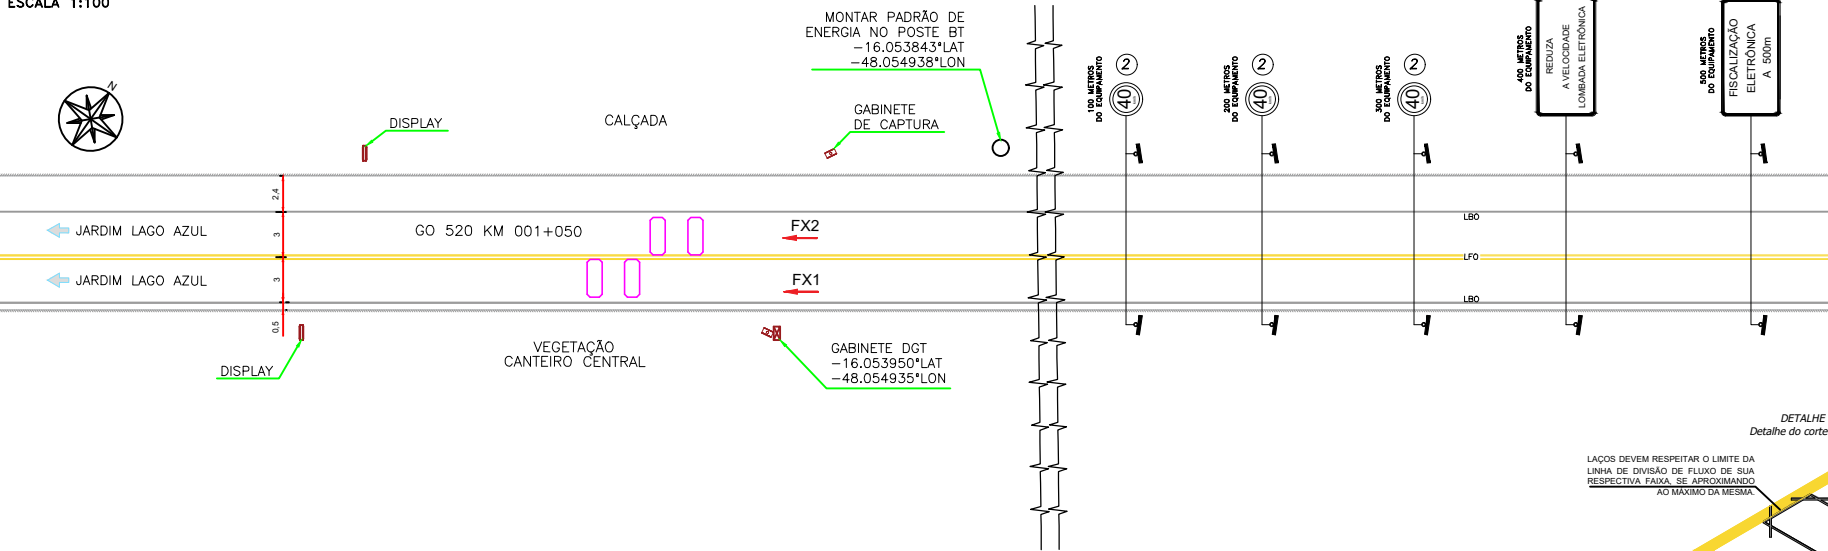 ESCALA 1:100
N
DISPLAY
CALÇADA
MONTAR PADRÃO DE
ENERGIA NO POSTE BT
-16.053843°LAT
-48.054938°LON
GABINETE
DE CAPTURA
100 METROS
DO EQUIPAMENTO
2
40
200 METROS
DO EQUIPAMENTO
2
40
300 METROS
DO EQUIPAMENTO
2
40
400 METROS
DO EQUIPAMENTO
REDUZA
A VELOCIDADE
LOMBADA ELETRÔNICA
500 METROS
DO EQUIPAMENTO
FISCALIZAÇÃO
ELETRÔNICA
A 500m
2,4
3
3
0,5
JARDIM LAGO AZUL
GO 520 KM 001+050
FX2
LBO
LFO
JARDIM LAGO AZUL
FX1
LBO
DISPLAY
VEGETAÇÃO
CANTEIRO CENTRAL
GABINETE DGT
-16.053950°LAT
-48.054935°LON
DETALHE
Detalhe do corte
LAÇOS DEVEM RESPEITAR O LIMITE DA
LINHA DE DIVISÃO DE FLUXO DE SUA
RESPECTIVA FAIXA, SE APROXIMANDO
AO MÁXIMO DA MESMA.